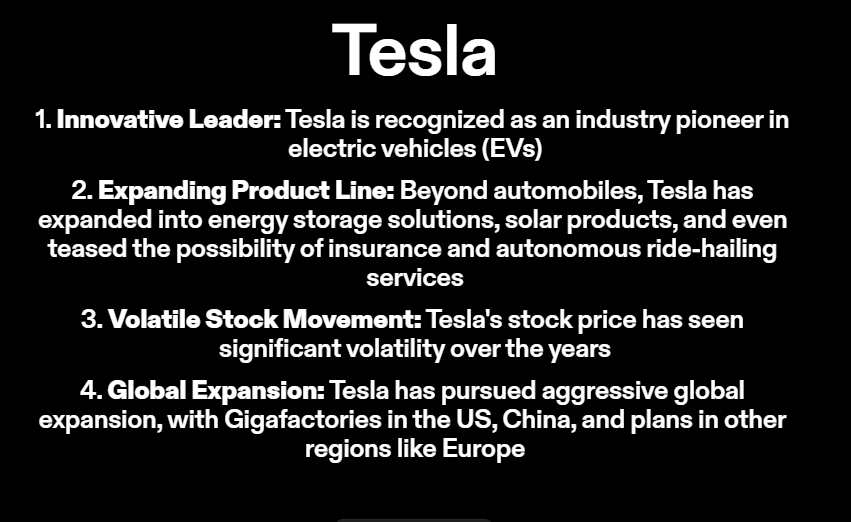 Tesla
1. Innovative Leader: Tesla is recognized as an industry pioneer in
electric vehicles (EVs)
2. Expanding Product Line: Beyond automobiles, Tesla has
expanded into energy storage solutions, solar products, and even
teased the possibility of insurance and autonomous ride-hailing
services
3. Volatile Stock Movement: Tesla's stock price has seen
significant volatility over the years
4. Global Expansion: Tesla has pursued aggressive global
expansion, with Gigafactories in the US, China, and plans in other
regions like Europe